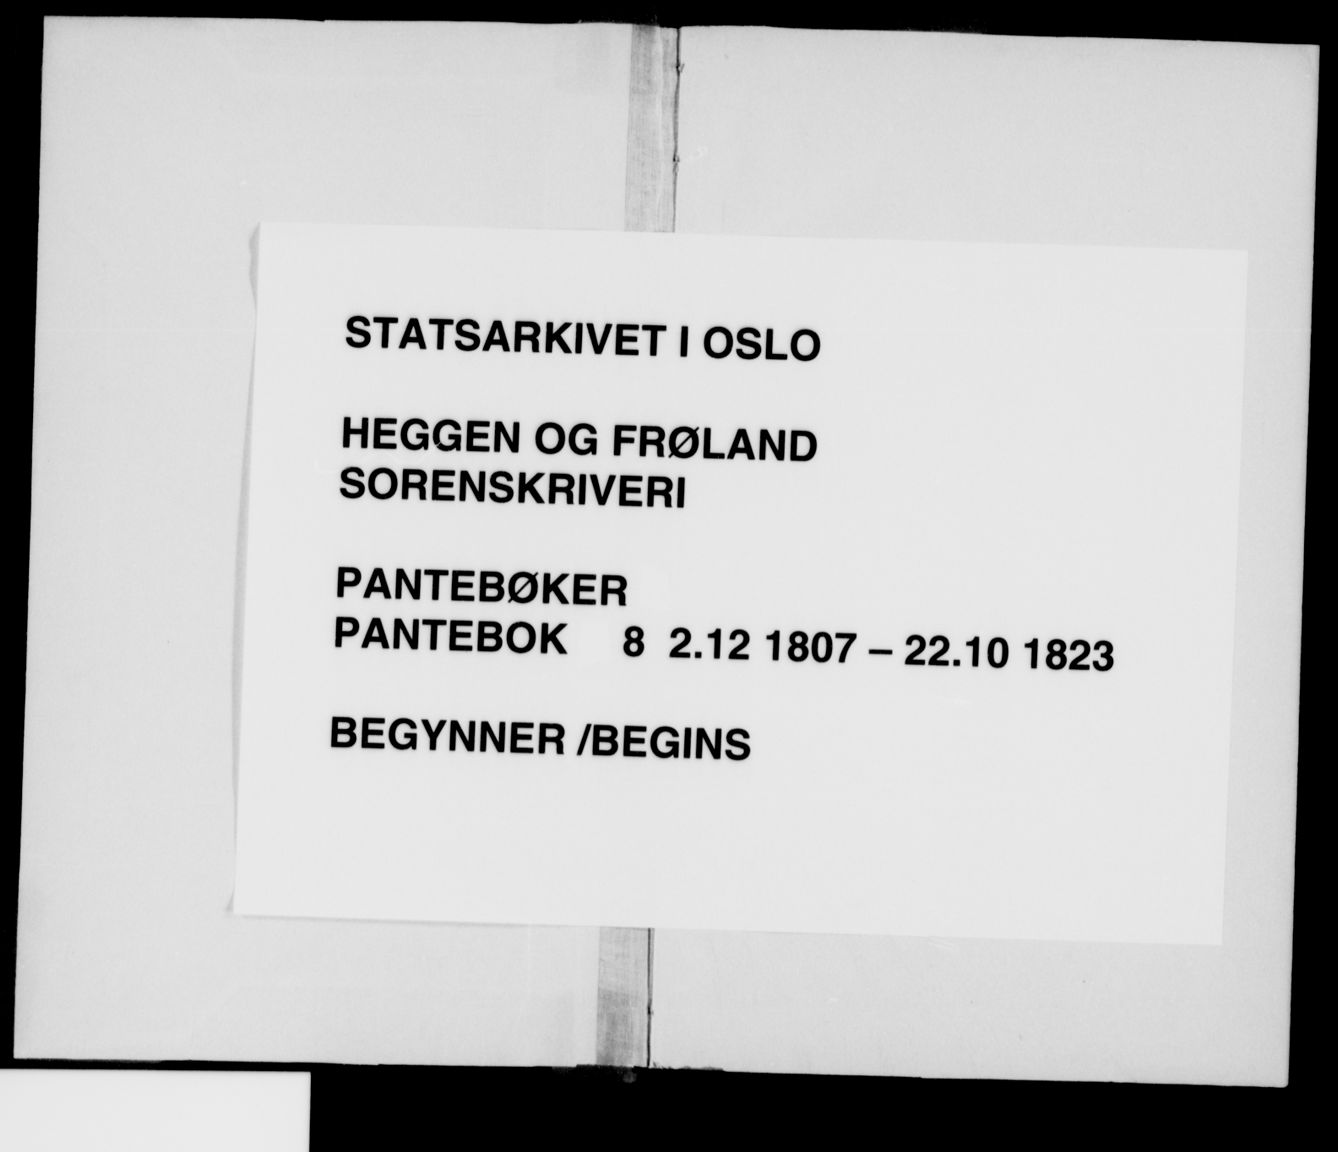 STATSARKIVET I OSLO
HEGGEN OG FRØLAND
SORENSKRIVERI
PANTEBØKER
PANTEBOK 8 2.12 1807 – 22.10 1823
BEGYNNER /BEGINS